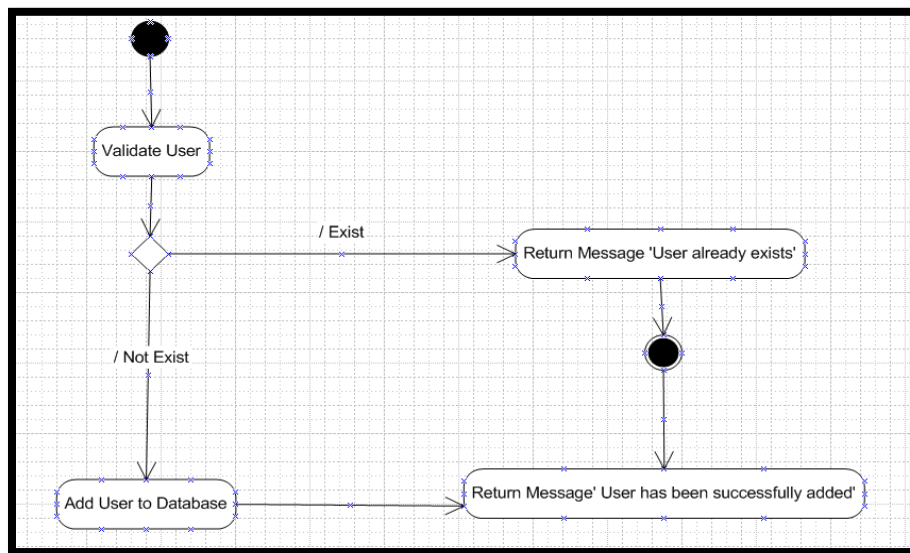 Validate User
/ Exist
Return Message 'User already exists'
/ Not Exist
Add User to Database
Return Message' User has been successfully added'